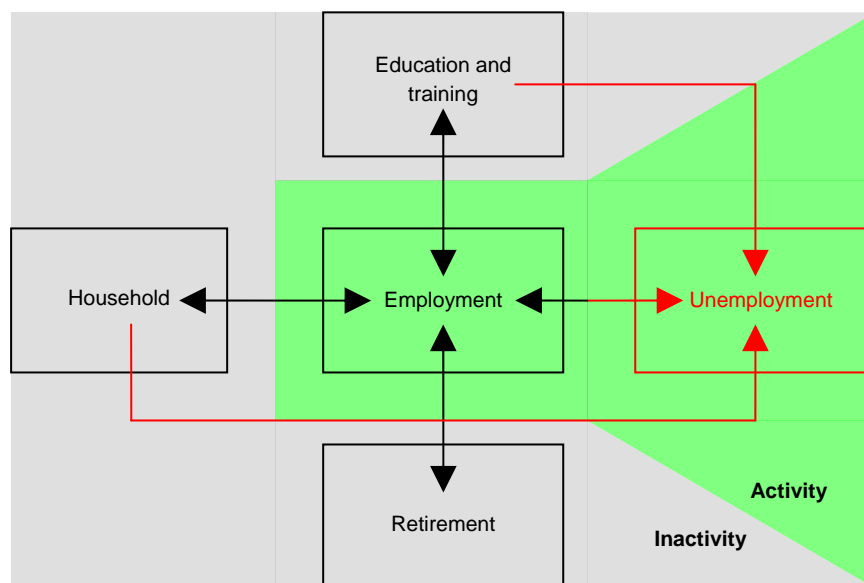 Education and
training
Household
Employment
Unemployment
Activity
Retirement
Inactivity